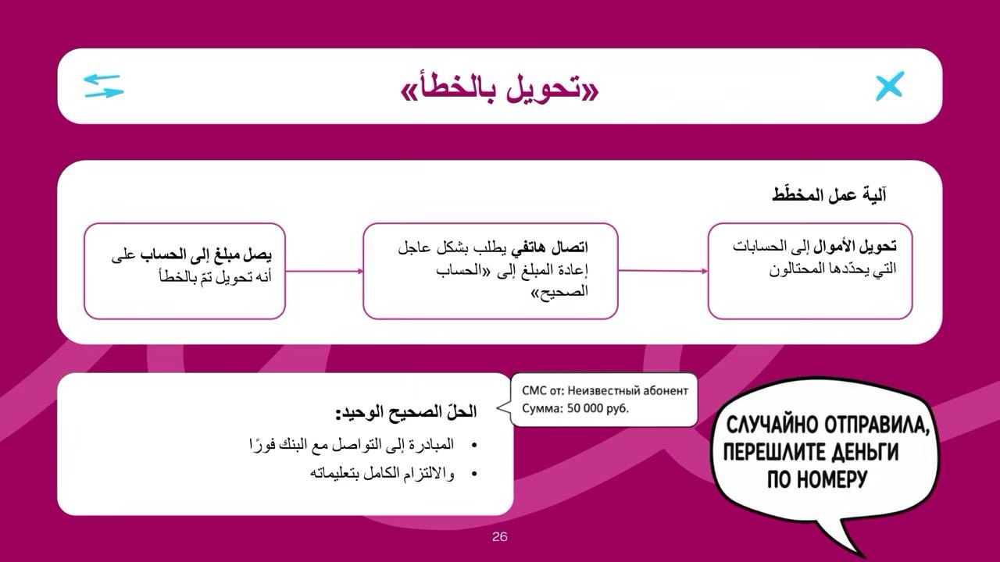 «تحويل بالخطأ»
آلية عمل المخطّط
يصل مبلغ إلى الحساب على
أنه تحويل تمّ بالخطأ
اتصال هاتفي يطلب بشكل عاجل
إعادة المبلغ إلى «الحساب
الصحيح»
تحويل الأموال إلى الحسابات
التي يحدّدها المحتالون
الحلّ الصحيح الوحيد:
• المبادرة إلى التواصل مع البنك فورًا
• والالتزام الكامل بتعليماته
СМС от: Неизвестный абонент
Сумма: 50 000 руб.
СЛУЧАЙНО ОТПРАВИЛА,
ПЕРЕШЛИТЕ ДЕНЬГИ
ПО НОМЕРУ
26